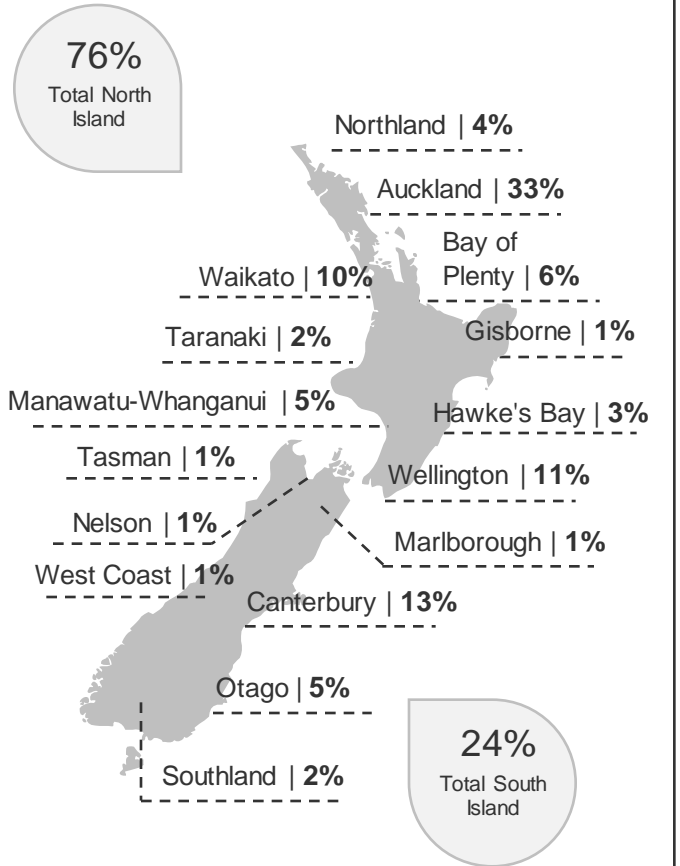 76%
Total North
Island
Northland | 4%
Auckland | 33%
Bay of
Plenty | 6%
Waikato | 10%
Gisborne | 1%
Taranaki | 2%
Manawatu-Whanganui | 5%
Hawke's Bay | 3%
Tasman | 1%
Wellington | 11%
Nelson | 1%
Marlborough | 1%
West Coast | 1%
Canterbury | 13%
Otago | 5%
24%
Total South
Island
Southland | 2%